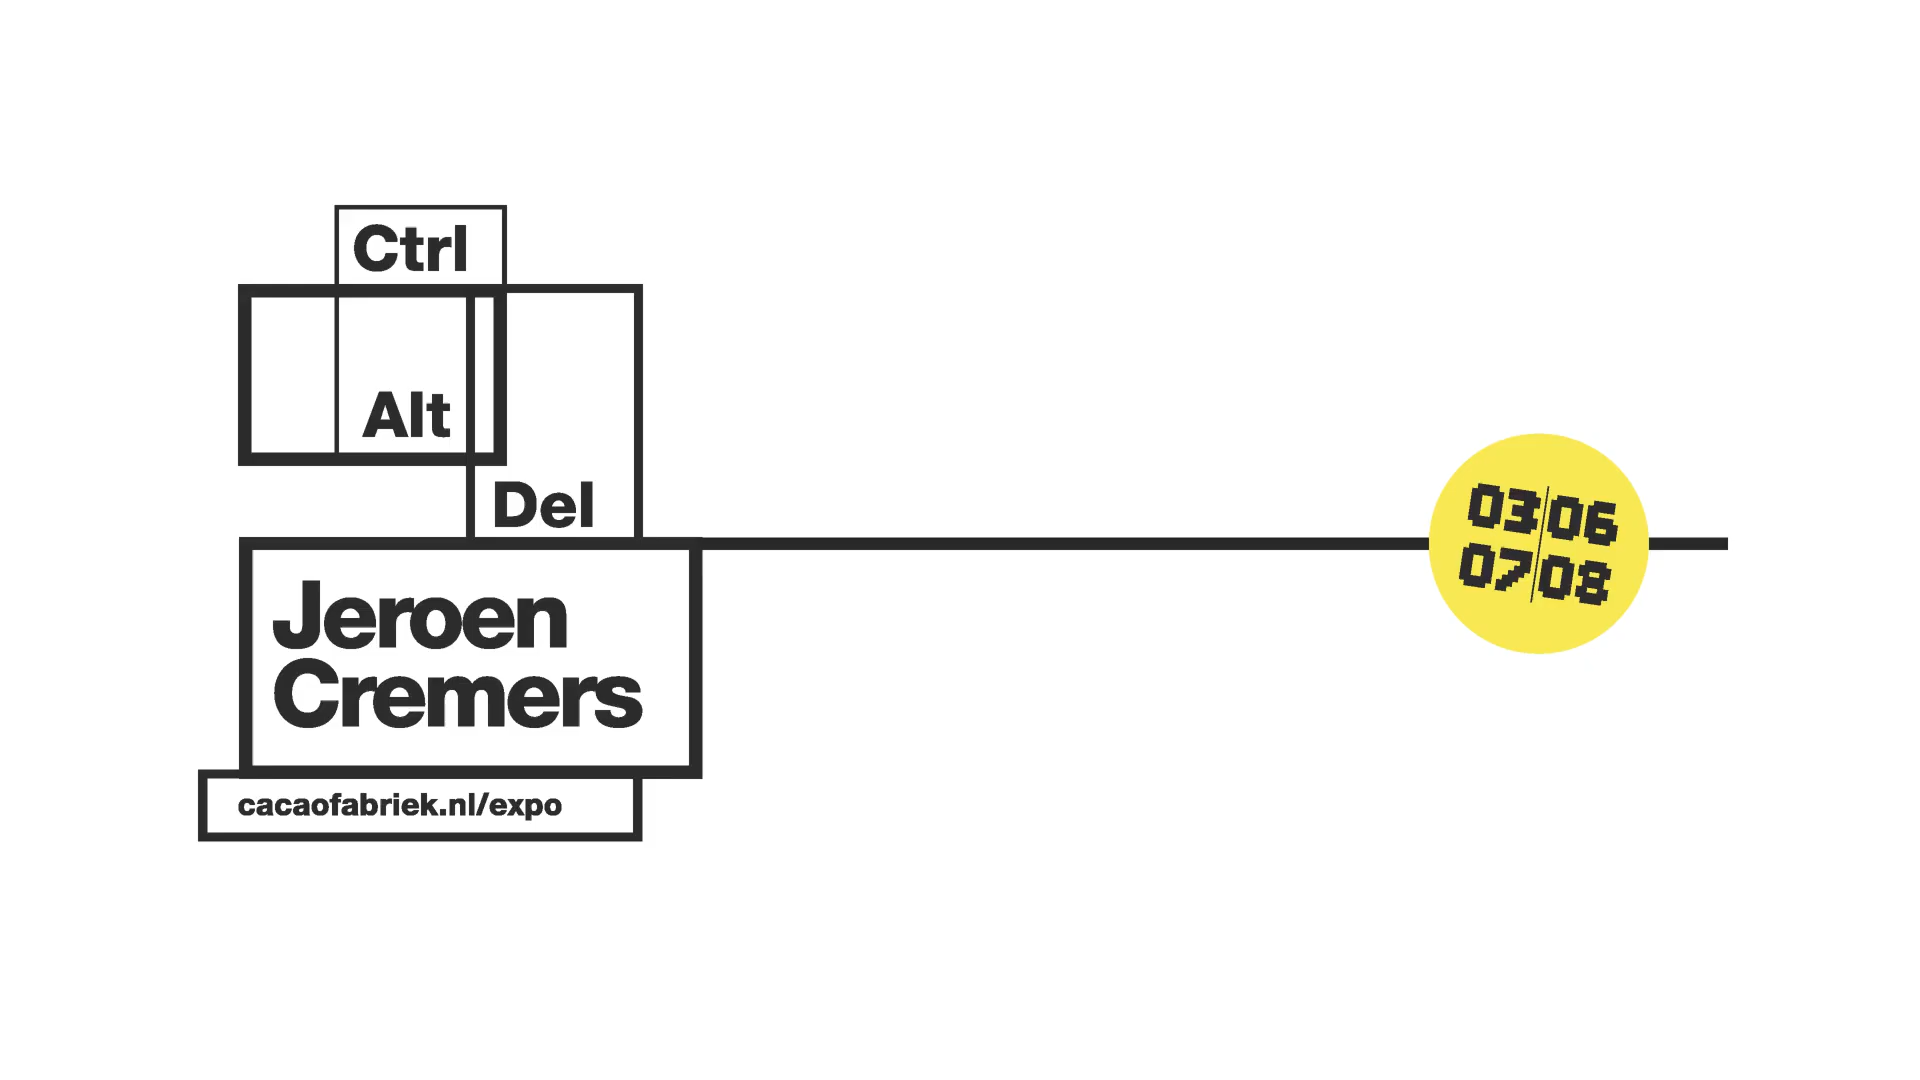 Ctrl
Alt
Del
Jeroen
Cremers
cacaofabriek.nl/expo
03|06
07|08